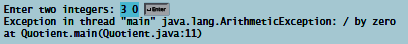 Enter two integers: 3 0 ↵Enter
Exception in thread "main" java.lang.ArithmeticException: / by zero
at Quotient.main(Quotient.java:11)